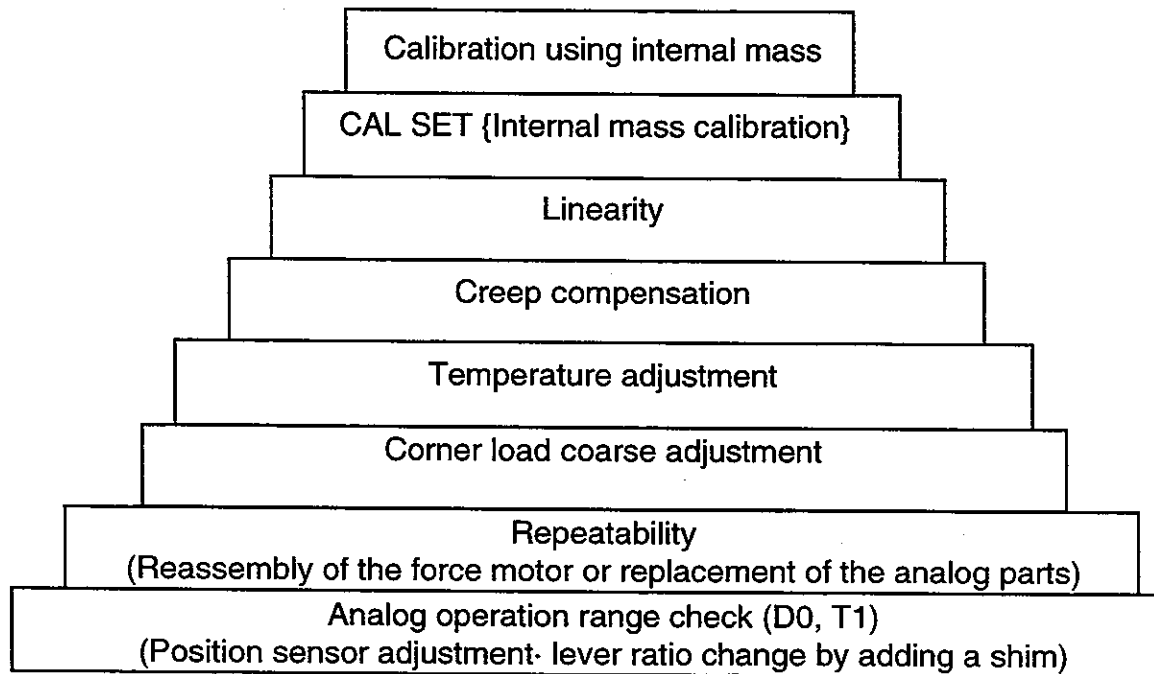 Calibration using internal mass
CAL SET {Internal mass calibration}
Linearity
Creep compensation
Temperature adjustment
Corner load coarse adjustment
Repeatability
(Reassembly of the force motor or replacement of the analog parts)
Analog operation range check (D0, T1)
(Position sensor adjustment· lever ratio change by adding a shim)